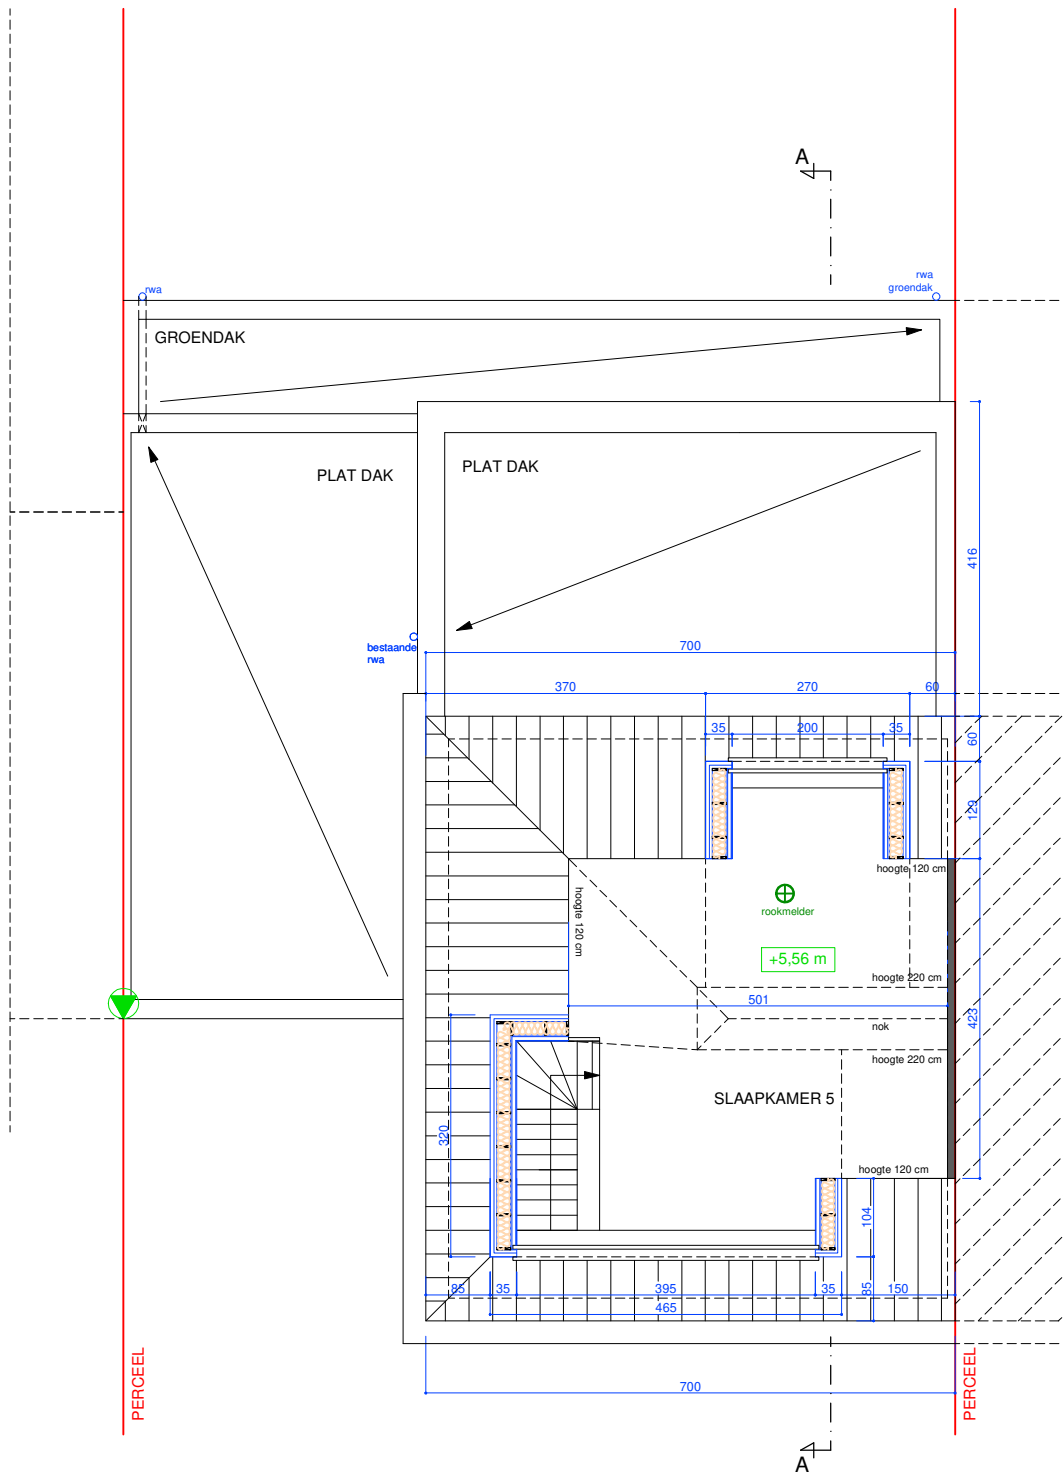 A
rwa
rwa
groendak
GROENDAK
PLAT DAK
PLAT DAK
416
bestaande
rwa
700
370
270
60
35
200
35
60
129
hoogte 120 cm
hoogte 120 cm
rookmelder
+5,56 m
hoogte 220 cm
501
423
nok
hoogte 220 cm
SLAAPKAMER 5
320
hoogte 120 cm
104
85
35
395
35
85
150
465
PERCEEL
PERCEEL
700
A